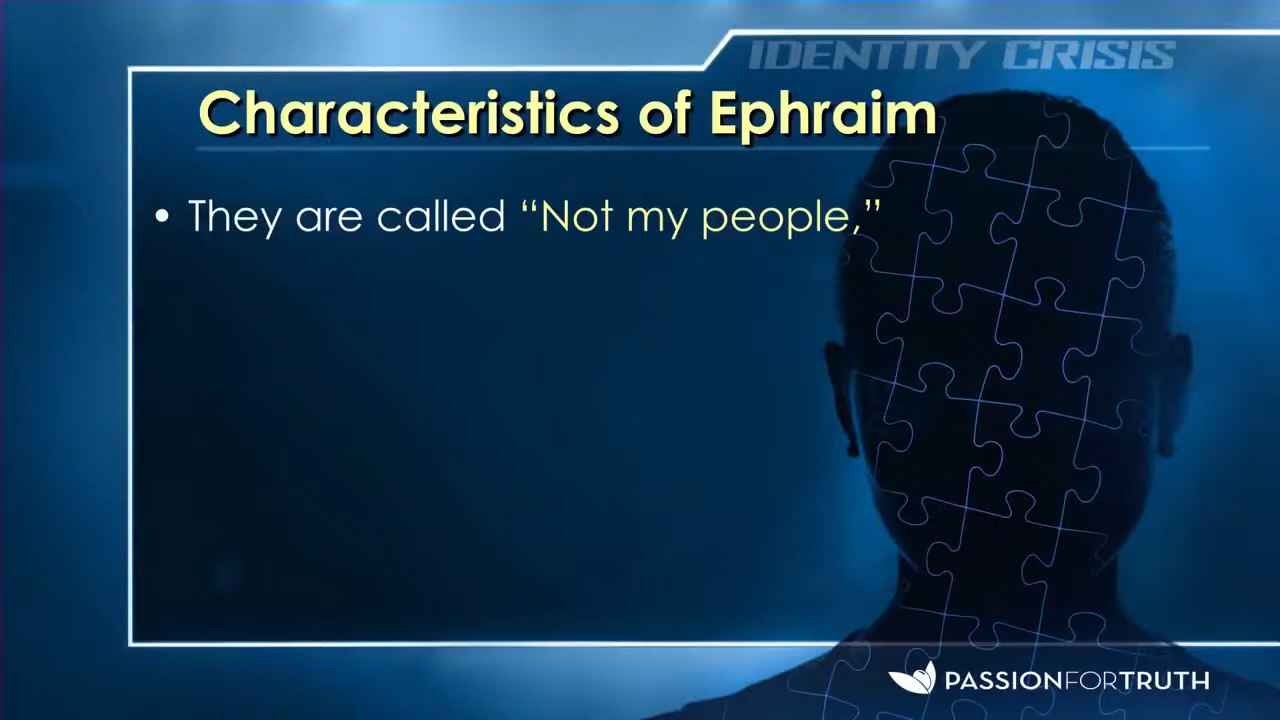 IDENTITY CRISIS
Characteristics of Ephraim
• They are called “Not my people,”
PASSIONFORTRUTH